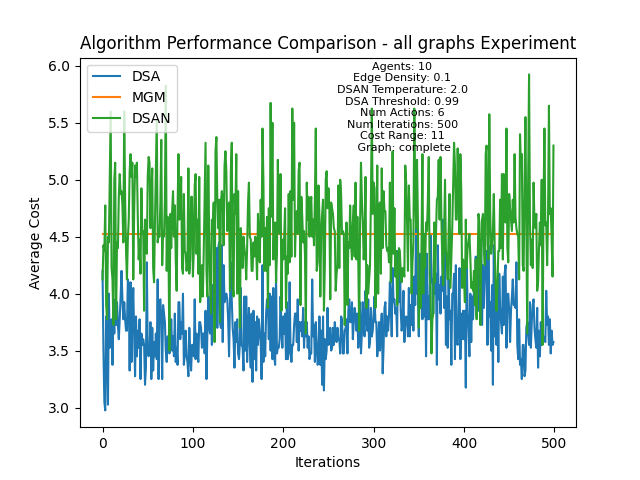 Algorithm Performance Comparison - all graphs Experiment
DSA
MGM
DSAN
Agents: 10
Edge Density: 0.1
DSAN Temperature: 2.0
DSA Threshold: 0.99
Num Actions: 6
Num Iterations: 500
Cost Range: 11
Graph: complete
6.0
5.5
5.0
4.5
4.0
3.5
3.0
Average Cost
0
100
200
300
400
500
Iterations